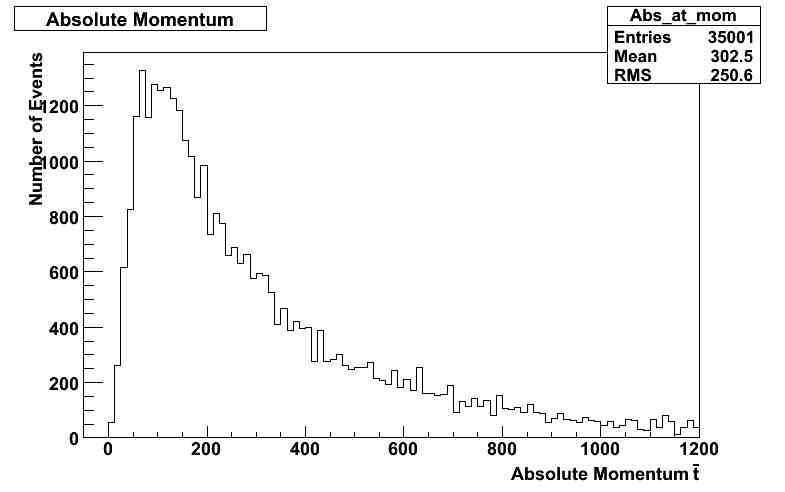 Absolute Momentum
Abs_at_mom
Entries 35001
Mean 302.5
RMS 250.6
Number of Events
1200
1000
800
600
400
200
0
0 200 400 600 800 1000 1200
Absolute Momentum t̄